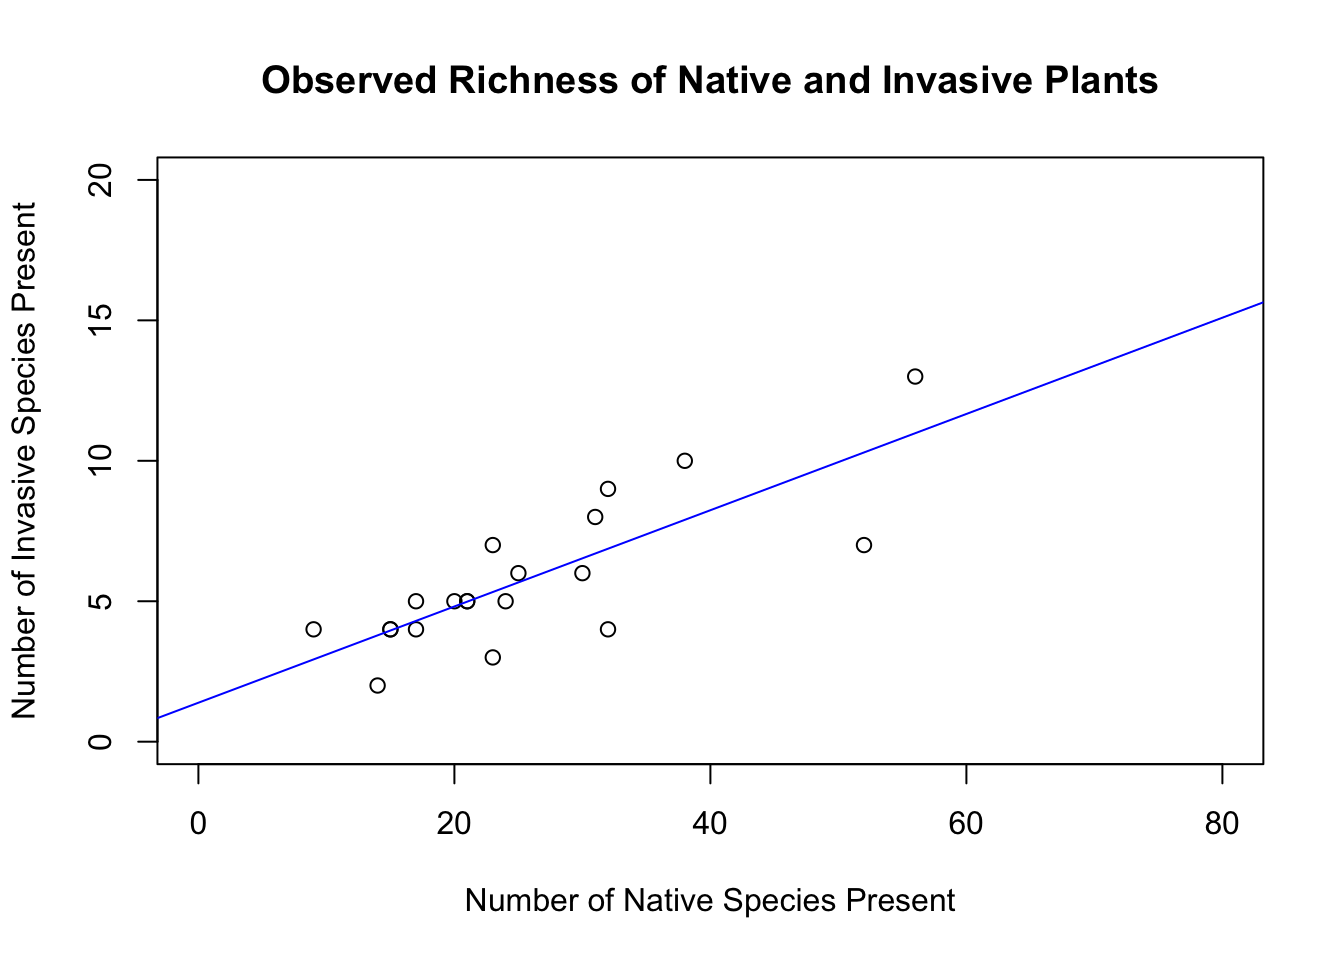 Observed Richness of Native and Invasive Plants
Number of Invasive Species Present
20
15
10
5
0
0 20 40 60 80
Number of Native Species Present